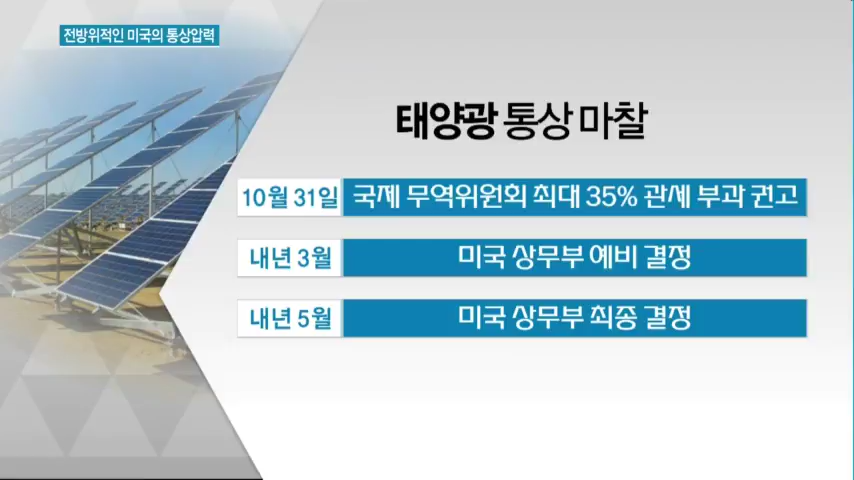 전방위적인 미국의 통상압력
태양광 통상 마찰
10월 31일 국제 무역위원회 최대 35% 관세 부과 권고
내년 3월 미국 상무부 예비 결정
내년 5월 미국 상무부 최종 결정